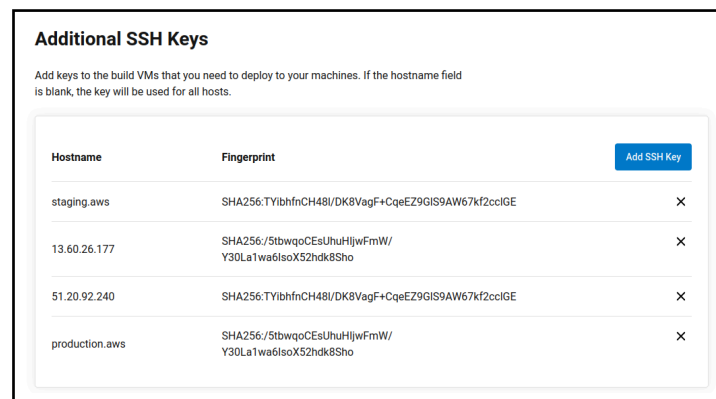 Additional SSH Keys
Add keys to the build VMs that you need to deploy to your machines. If the hostname field
is blank, the key will be used for all hosts.
Hostname Fingerprint Add SSH Key
staging.aws SHA256:TYibhfnCH48I/DK8VagF+CqeEZ9GIS9AW67kf2ccIGE
13.60.26.177 SHA256:/5tbwqoCEsUhuHIjwFmW/
Y30La1wa6IsoX52hdk8Sho
51.20.92.240 SHA256:TYibhfnCH48I/DK8VagF+CqeEZ9GIS9AW67kf2ccIGE
production.aws SHA256:/5tbwqoCEsUhuHIjwFmW/
Y30La1wa6IsoX52hdk8Sho